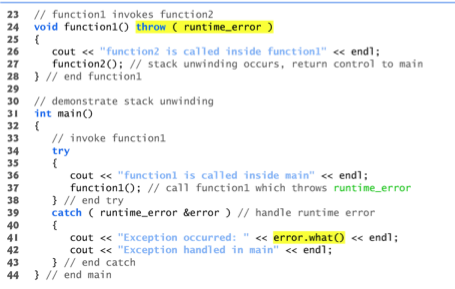 23 // function1 invokes function2
24 void function1() throw ( runtime_error )
25 {
26 cout << "function2 is called inside function1" << endl;
27 function2(); // stack unwinding occurs, return control to main
28 } // end function1
29
30 // demonstrate stack unwinding
31 int main()
32 {
33 // invoke function1
34 try
35 {
36 cout << "function1 is called inside main" << endl;
37 function1(); // call function1 which throws runtime_error
38 } // end try
39 catch ( runtime_error &error ) // handle runtime error
40 {
41 cout << "Exception occurred: " << error.what() << endl;
42 cout << "Exception handled in main" << endl;
43 } // end catch
44 } // end main